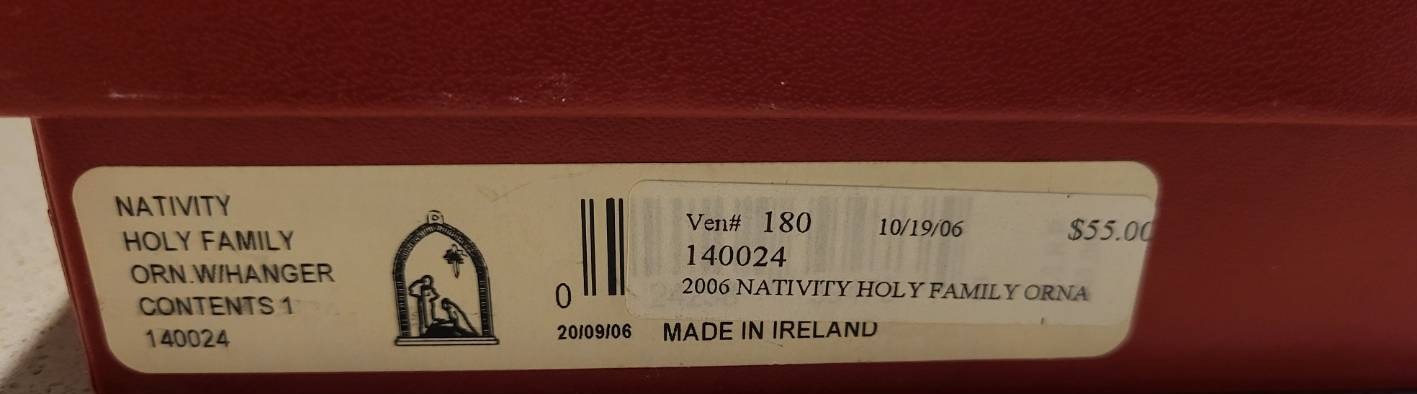 NATIVITY
HOLY FAMILY
ORN.W/HANGER
CONTENTS 1
140024
0
20/09/06 MADE IN IRELAND
Ven# 180 10/19/06 $55.00
140024
2006 NATIVITY HOLY FAMILY ORNA